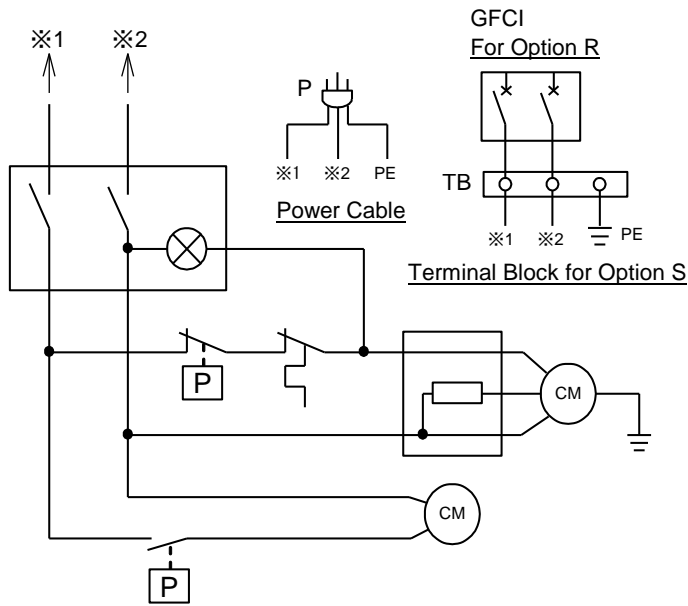 GFCI
For Option R
※1
※2
P
※1
※2
PE
Power Cable
TB
※1
※2
PE
Terminal Block for Option S
P
CM
CM
P